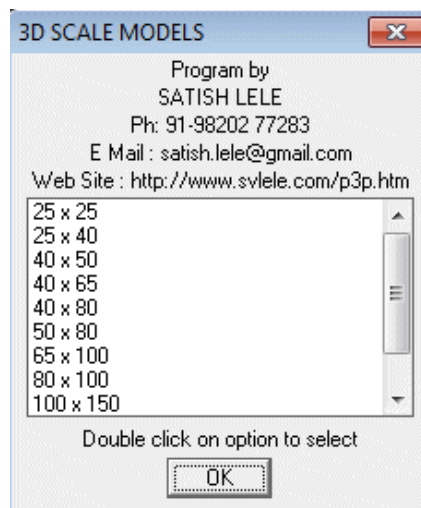 3D SCALE MODELS
Program by
SATISH LELE
Ph: 91-98202 77283
E Mail : satish.lele@gmail.com
Web Site : http://www.svlele.com/p3p.htm
25 x 25
25 x 40
40 x 50
40 x 65
40 x 80
50 x 80
65 x 100
80 x 100
100 x 150
Double click on option to select
OK